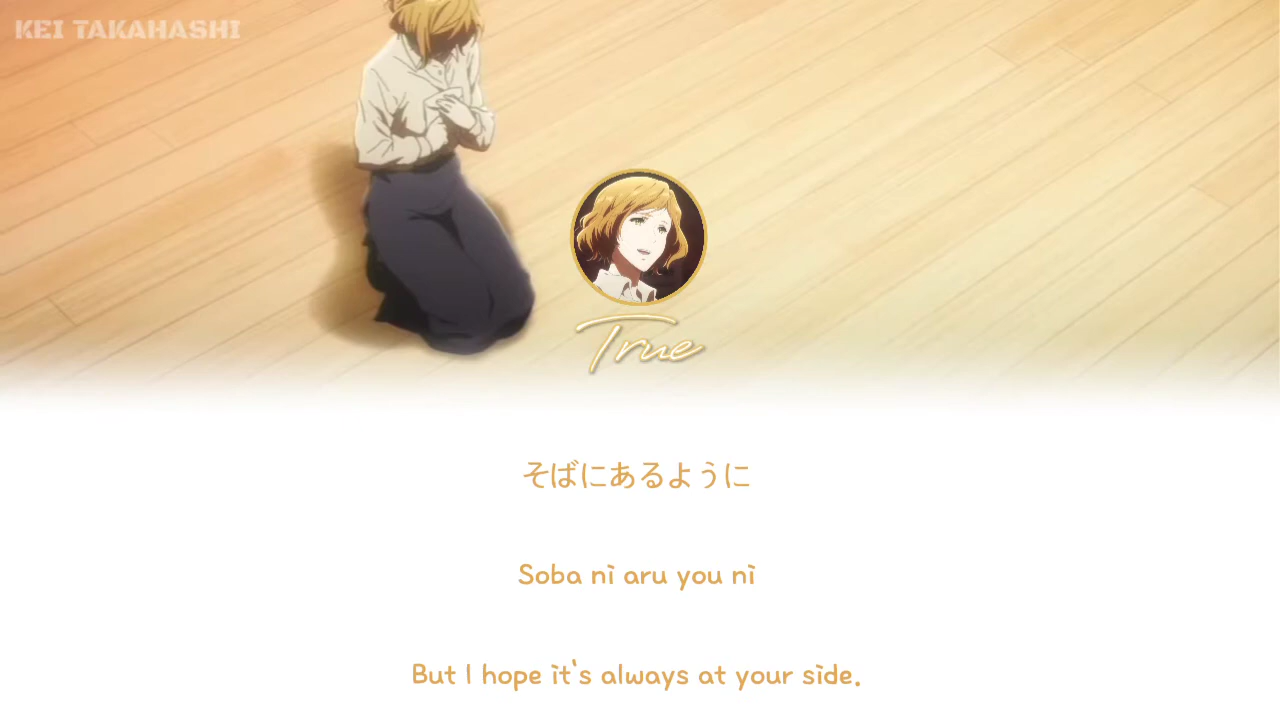 KEI TAKAHASHI
True
そばにあるように
Soba ni aru you ni
But I hope it's always at your side.